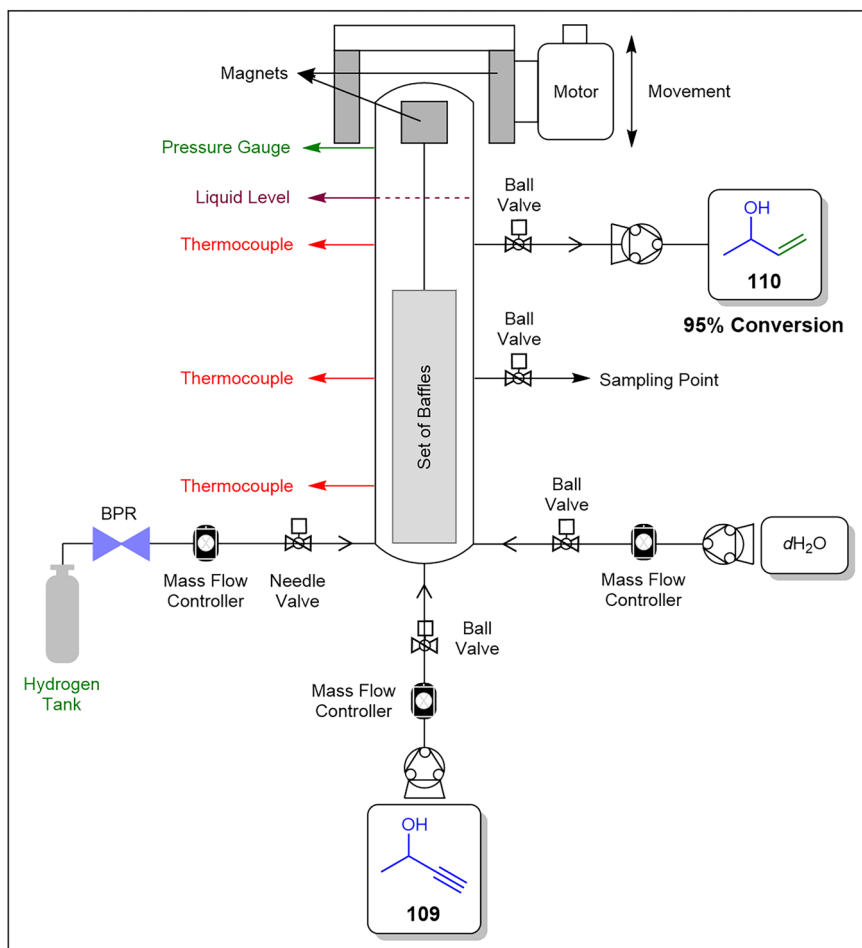 Magnets
Motor
Movement
Pressure Gauge
Liquid Level
Ball
Valve
Thermocouple
OH
110
95% Conversion
Ball
Valve
Thermocouple
Sampling Point
Set of Baffles
Thermocouple
Ball
Valve
BPR
dH₂O
Mass Flow
Controller
Needle
Valve
Mass Flow
Controller
Ball
Valve
Hydrogen
Tank
Mass Flow
Controller
OH
109